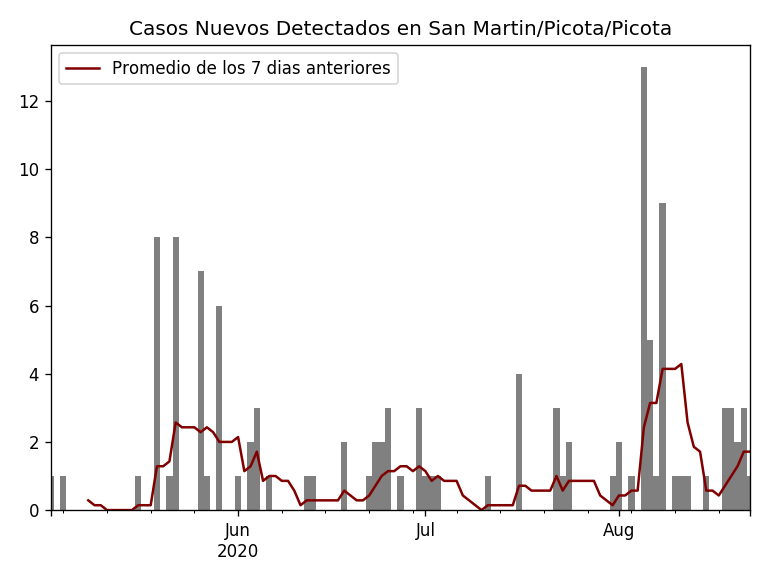 Casos Nuevos Detectados en San Martin/Picota/Picota
Promedio de los 7 dias anteriores
12
10
8
6
4
2
0
Jun
2020
Jul
Aug